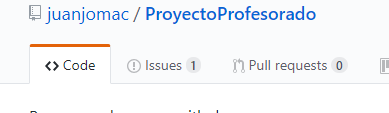 juanjomac / ProyectoProfesorado
Code Issues 1 Pull requests 0